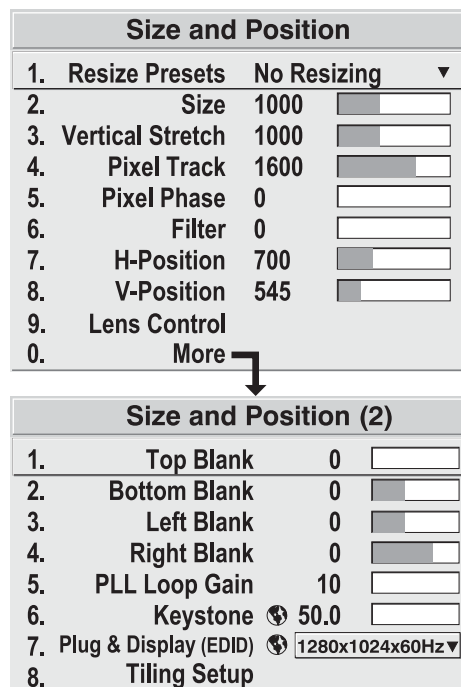 Size and Position
1. Resize Presets No Resizing ▼
2. Size 1000
3. Vertical Stretch 1000
4. Pixel Track 1600
5. Pixel Phase 0
6. Filter 0
7. H-Position 700
8. V-Position 545
9. Lens Control
0. More
Size and Position (2)
1. Top Blank 0
2. Bottom Blank 0
3. Left Blank 0
4. Right Blank 0
5. PLL Loop Gain 10
6. Keystone 50.0
7. Plug & Display (EDID) 1280x1024x60Hz▼
8. Tiling Setup